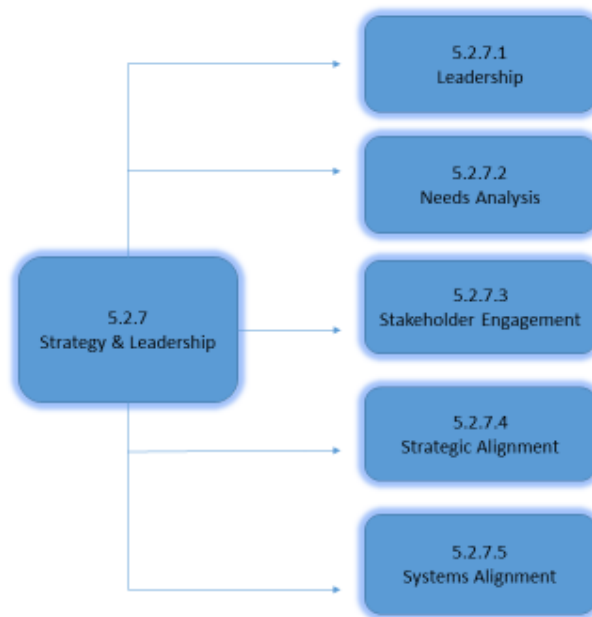 5.2.7.1
Leadership
5.2.7.2
Needs Analysis
5.2.7
Strategy & Leadership
5.2.7.3
Stakeholder Engagement
5.2.7.4
Strategic Alignment
5.2.7.5
Systems Alignment